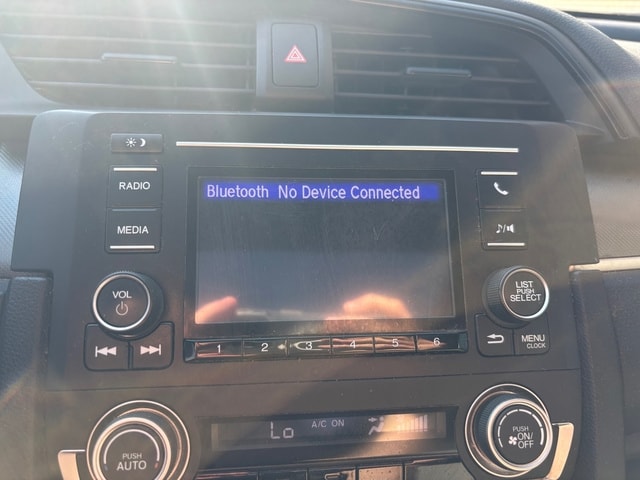 RADIO
MEDIA
Bluetooth No Device Connected
VOL
LIST
PUSH
SELECT
MENU
CLOCK
1 2 3 4 5 6
PUSH
AUTO
Lo
A/C ON
PUSH
ON/
OFF